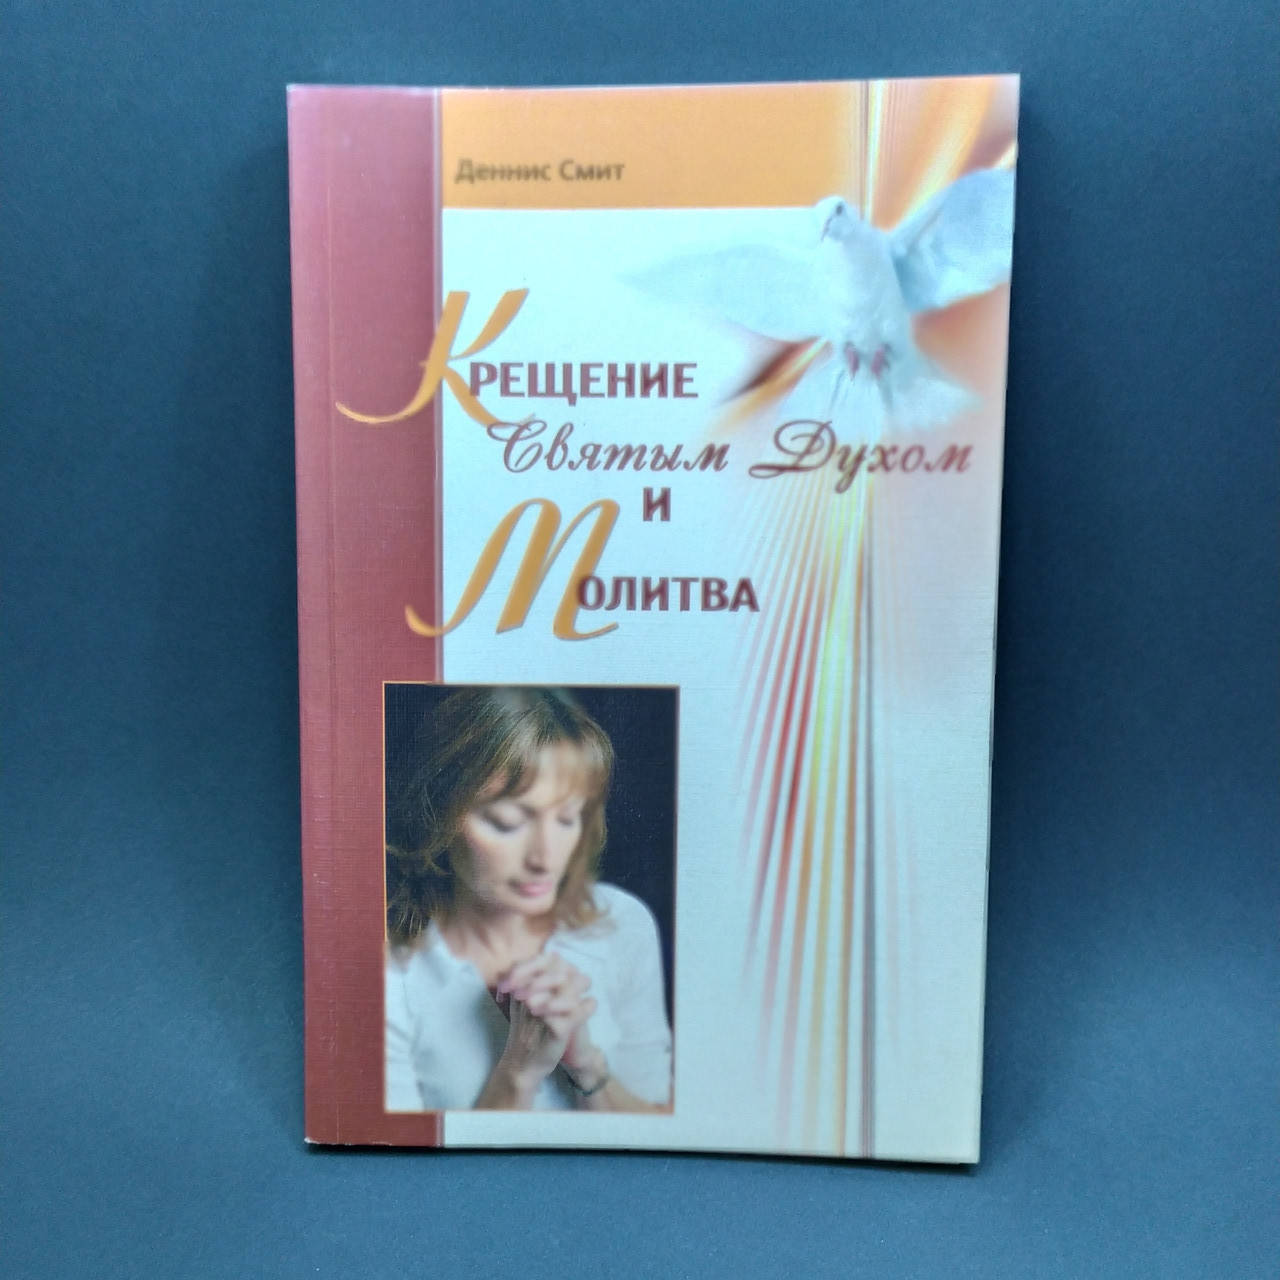 Деннис Смит
Крещение
Святым Духом
и
Молитва